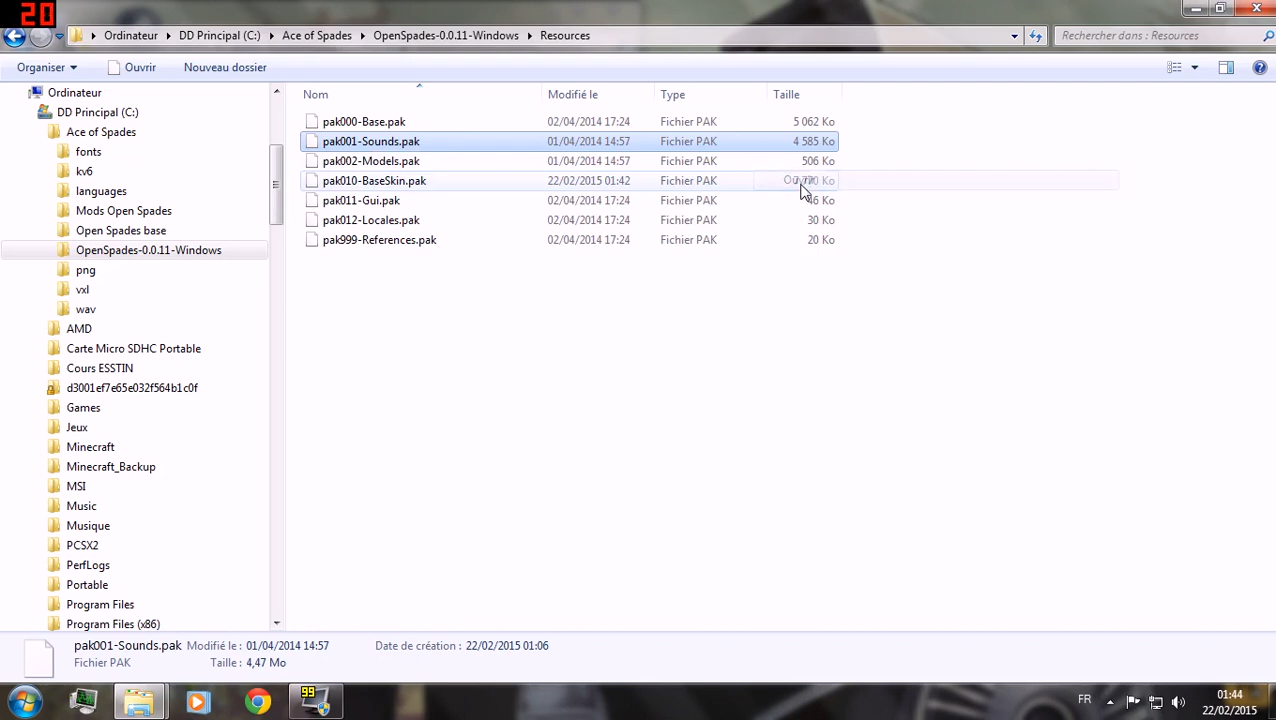 20
Ordinateur DD Principal (C:) Ace of Spades OpenSpades-0.0.11-Windows Resources
Rechercher dans : Resources
Organiser Ouvrir Nouveau dossier
Nom Modifié le Type Taille
Ordinateur
DD Principal (C:)
Ace of Spades
fonts
kv6
languages
Mods Open Spades
Open Spades base
OpenSpades-0.0.11-Windows
png
vxl
wav
AMD
Carte Micro SDHC Portable
Cours ESSTIN
d3001ef7e65e032f564b1c0f
Games
Jeux
Minecraft
Minecraft_Backup
MSI
Music
Musique
PCSX2
PerfLogs
Portable
Program Files
Program Files (x86)
pak000-Base.pak 02/04/2014 17:24 Fichier PAK 5 062 Ko
pak001-Sounds.pak 01/04/2014 14:57 Fichier PAK 4 585 Ko
pak002-Models.pak 01/04/2014 14:57 Fichier PAK 506 Ko
pak010-BaseSkin.pak 22/02/2015 01:42 Fichier PAK Ko
pak011-Gui.pak 02/04/2014 17:24 Fichier PAK Ko
pak012-Locales.pak 02/04/2014 17:24 Fichier PAK 30 Ko
pak999-References.pak 02/04/2014 17:24 Fichier PAK 20 Ko
pak001-Sounds.pak Modifié le : 01/04/2014 14:57 Date de création : 22/02/2015 01:06
Fichier PAK Taille : 4,47 Mo
99
FR
01:44
22/02/2015